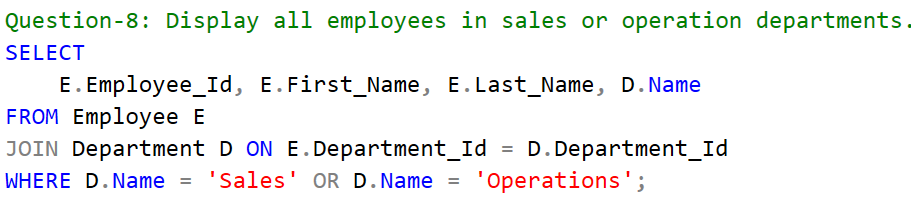 Question-8: Display all employees in sales or operation departments.
SELECT
    E.Employee_Id, E.First_Name, E.Last_Name, D.Name
FROM Employee E
JOIN Department D ON E.Department_Id = D.Department_Id
WHERE D.Name = 'Sales' OR D.Name = 'Operations';